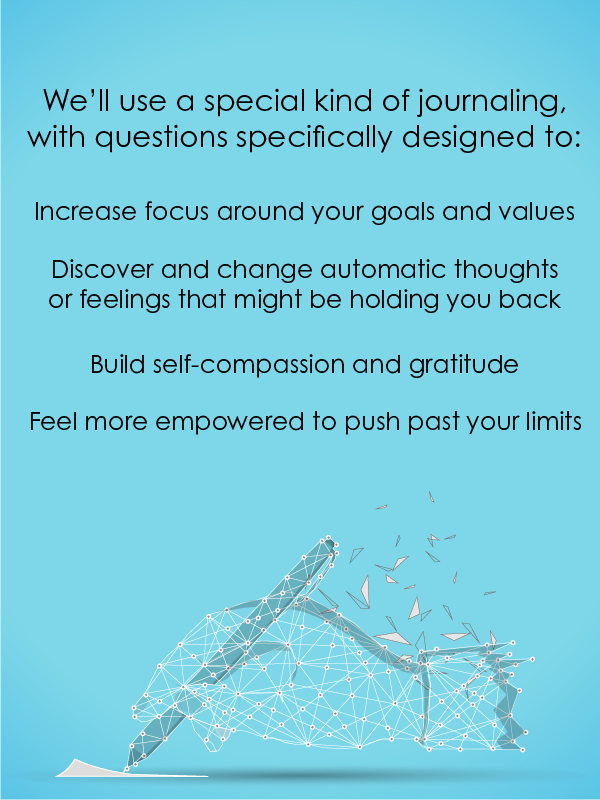 We’ll use a special kind of journaling,
with questions specifically designed to:
Increase focus around your goals and values
Discover and change automatic thoughts
or feelings that might be holding you back
Build self-compassion and gratitude
Feel more empowered to push past your limits